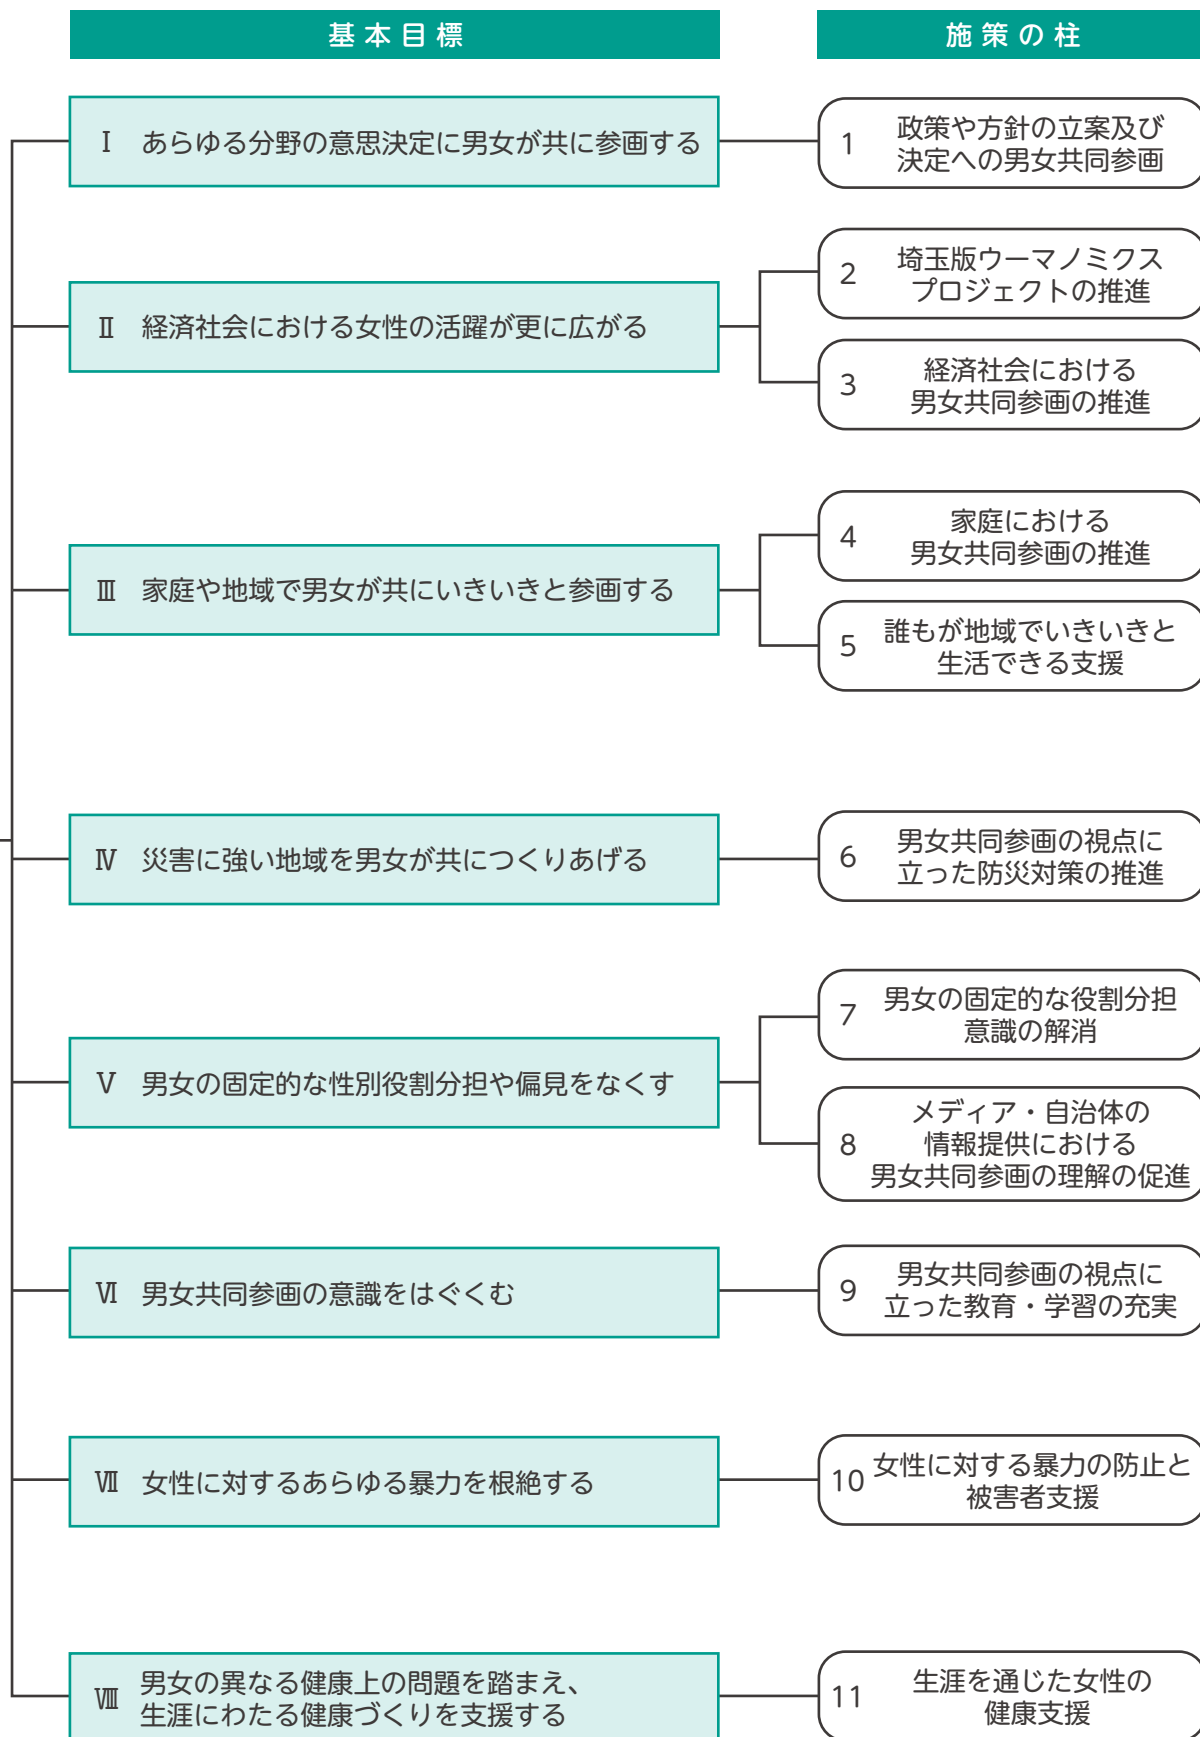 基本目標
施策の柱
Ⅰ あらゆる分野の意思決定に男女が共に参画する
1 政策や方針の立案及び
決定への男女共同参画
Ⅱ 経済社会における女性の活躍が更に広がる
2 埼玉版ウーマノミクス
プロジェクトの推進
3 経済社会における
男女共同参画の推進
Ⅲ 家庭や地域で男女が共にいきいきと参画する
4 家庭における
男女共同参画の推進
5 誰もが地域でいきいきと
生活できる支援
Ⅳ 災害に強い地域を男女が共につくりあげる
6 男女共同参画の視点に
立った防災対策の推進
Ⅴ 男女の固定的な性別役割分担や偏見をなくす
7 男女の固定的な役割分担
意識の解消
8 メディア・自治体の
情報提供における
男女共同参画の理解の促進
Ⅵ 男女共同参画の意識をはぐくむ
9 男女共同参画の視点に
立った教育・学習の充実
Ⅶ 女性に対するあらゆる暴力を根絶する
10 女性に対する暴力の防止と
被害者支援
Ⅷ 男女の異なる健康上の問題を踏まえ、
生涯にわたる健康づくりを支援する
11 生涯を通じた女性の
健康支援